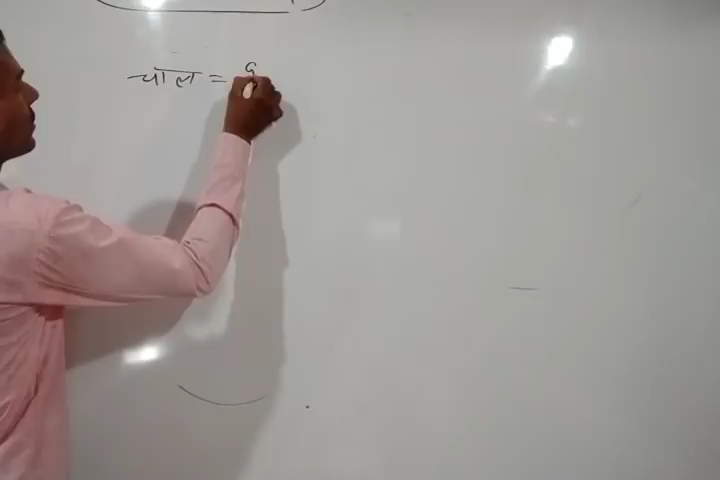 चाल =